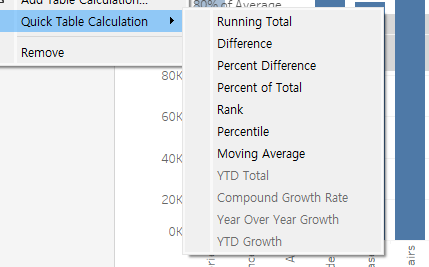 Add Table Calculation...
80% of Average
Quick Table Calculation
Running Total
Difference
Remove
Percent Difference
80K
Percent of Total
60K
Rank
Percentile
40K
Moving Average
YTD Total
20K
Compound Growth Rate
Year Over Year Growth
0K
YTD Growth